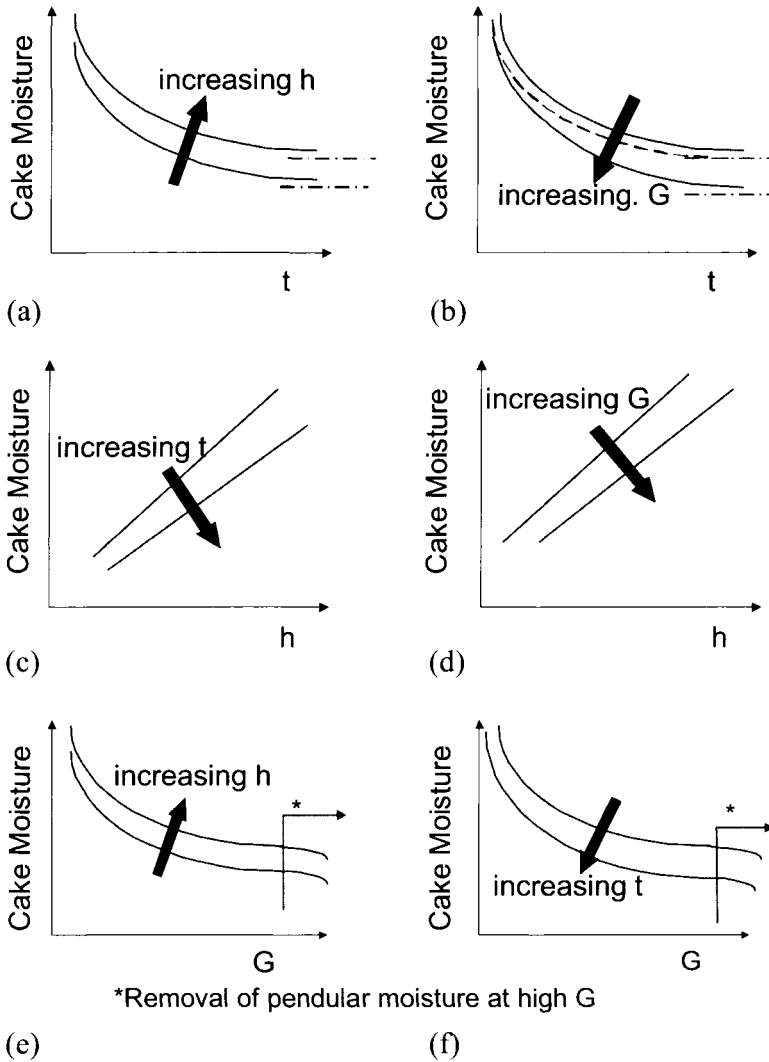 Cake Moisture
increasing h
t
(a)
Cake Moisture
increasing. G
t
(b)
Cake Moisture
increasing t
h
(c)
Cake Moisture
increasing G
h
(d)
Cake Moisture
increasing h
*
G
Cake Moisture
*
increasing t
G
*Removal of pendular moisture at high G
(e)
(f)